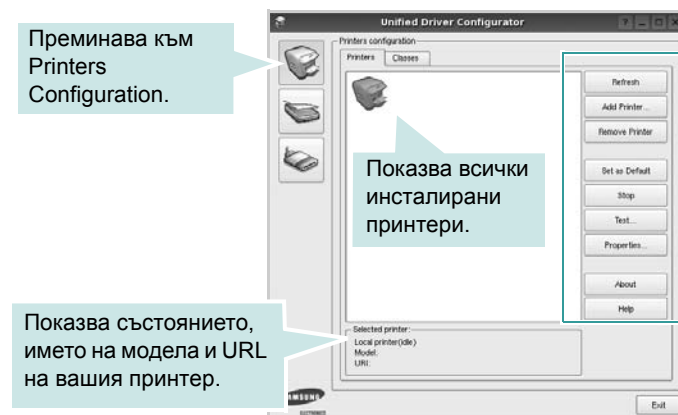 Unified Driver Configurator
Преминава към
Printers
Configuration.
Printers configuration
Printers
Classes
Refresh
Add Printer...
Remove Printer
Set as Default
Stop
Test...
Properties...
About
Help
Показва всички
инсталирани
принтери.
Показва състоянието,
името на модела и URL
на вашия принтер.
Selected printer:
Local printer(idle)
Model:
URI:
Exit